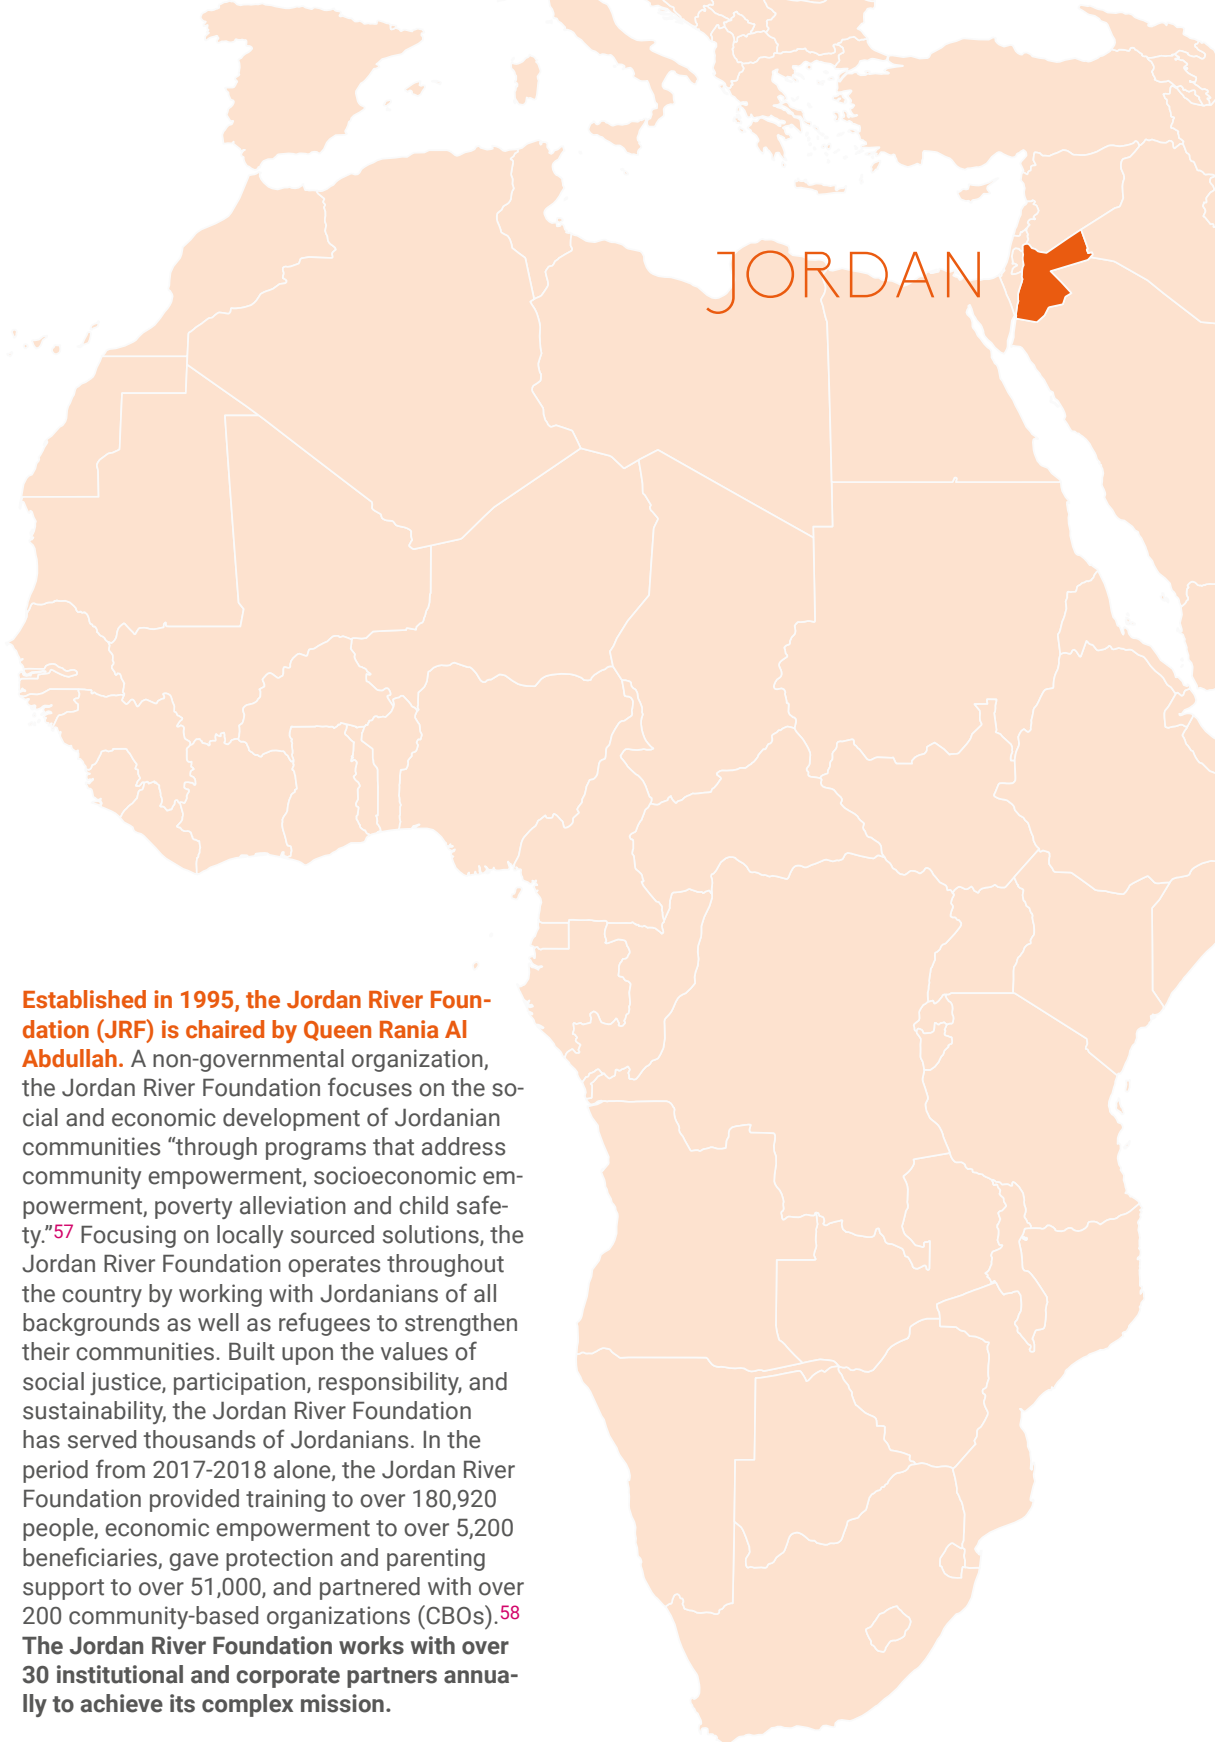 JORDAN
Established in 1995, the Jordan River Foun-
dation (JRF) is chaired by Queen Rania Al
Abdullah. A non-governmental organization,
the Jordan River Foundation focuses on the so-
cial and economic development of Jordanian
communities “through programs that address
community empowerment, socioeconomic em-
powerment, poverty alleviation and child safe-
ty.”57 Focusing on locally sourced solutions, the
Jordan River Foundation operates throughout
the country by working with Jordanians of all
backgrounds as well as refugees to strengthen
their communities. Built upon the values of
social justice, participation, responsibility, and
sustainability, the Jordan River Foundation
has served thousands of Jordanians. In the
period from 2017-2018 alone, the Jordan River
Foundation provided training to over 180,920
people, economic empowerment to over 5,200
beneficiaries, gave protection and parenting
support to over 51,000, and partnered with over
200 community-based organizations (CBOs).58
The Jordan River Foundation works with over
30 institutional and corporate partners annua-
lly to achieve its complex mission.